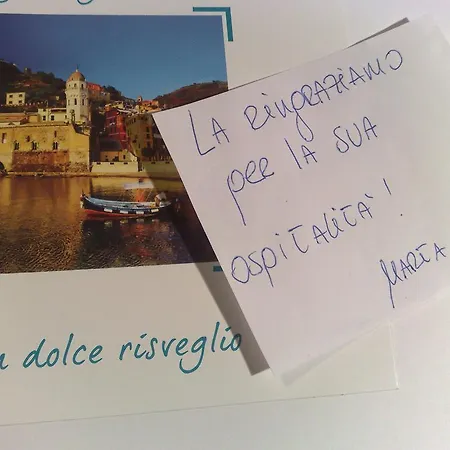 LA RINGRAZIAMO
PER LA SUA
OSPITALITÀ!
MARTA
dolce risveglio